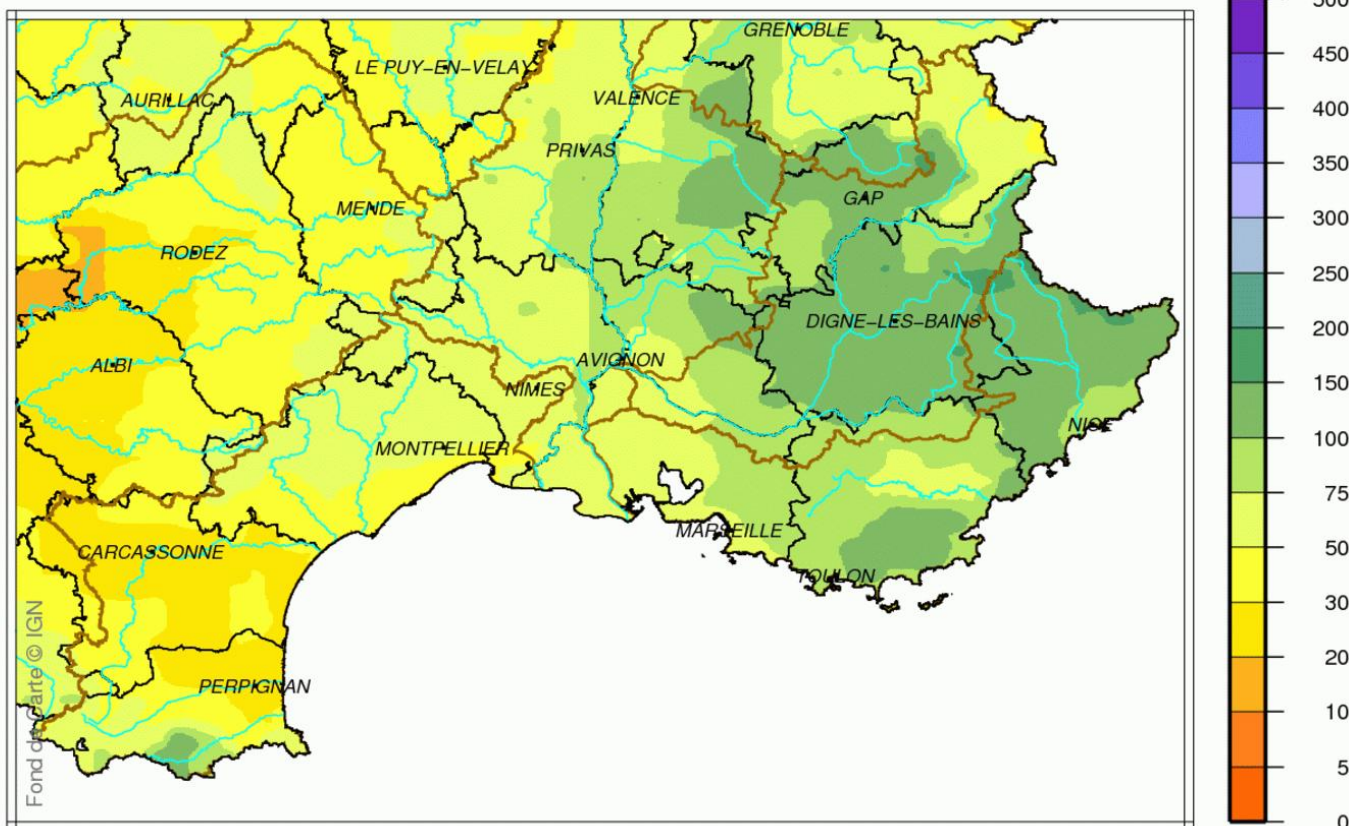 500
GRENOBLE
LE PUY–EN–VELAY
450
AURILLAC
VALENCE
400
PRIVAS
350
MENDE
GAP
300
RODEZ
250
DIGNE–LES–BAINS
200
ALBI
AVIGNON
NIMES
150
MONTPELLIER
NICE
100
75
MARSEILLE
50
CARCASSONNE
TOULON
30
20
PERPIGNAN
10
5
0
Fond de Carte © IGN